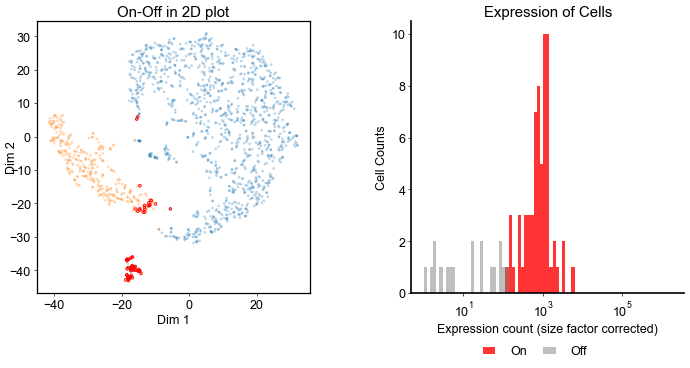 On-Off in 2D plot
30
20
10
0
−10
−20
−30
−40
Dim 2
−40
−20
0
20
Dim 1
Expression of Cells
10
8
6
4
2
0
Cell Counts
10^1
10^3
10^5
Expression count (size factor corrected)
On
Off